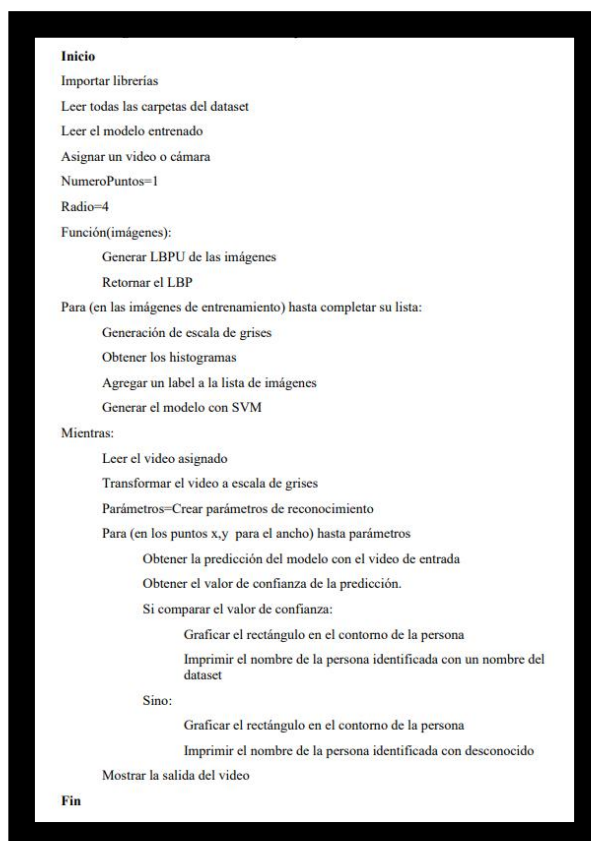 Inicio
Importar librerías
Leer todas las carpetas del dataset
Leer el modelo entrenado
Asignar un video o cámara
NumeroPuntos=1
Radio=4
Función(imágenes):
Generar LBPU de las imágenes
Retornar el LBP
Para (en las imágenes de entrenamiento) hasta completar su lista:
Generación de escala de grises
Obtener los histogramas
Agregar un label a la lista de imágenes
Generar el modelo con SVM
Mientras:
Leer el video asignado
Transformar el video a escala de grises
Parámetros=Crear parámetros de reconocimiento
Para (en los puntos x,y para el ancho) hasta parámetros
Obtener la predicción del modelo con el video de entrada
Obtener el valor de confianza de la predicción.
Si comparar el valor de confianza:
Graficar el rectángulo en el contorno de la persona
Imprimir el nombre de la persona identificada con un nombre del
dataset
Sino:
Graficar el rectángulo en el contorno de la persona
Imprimir el nombre de la persona identificada con desconocido
Mostrar la salida del video
Fin